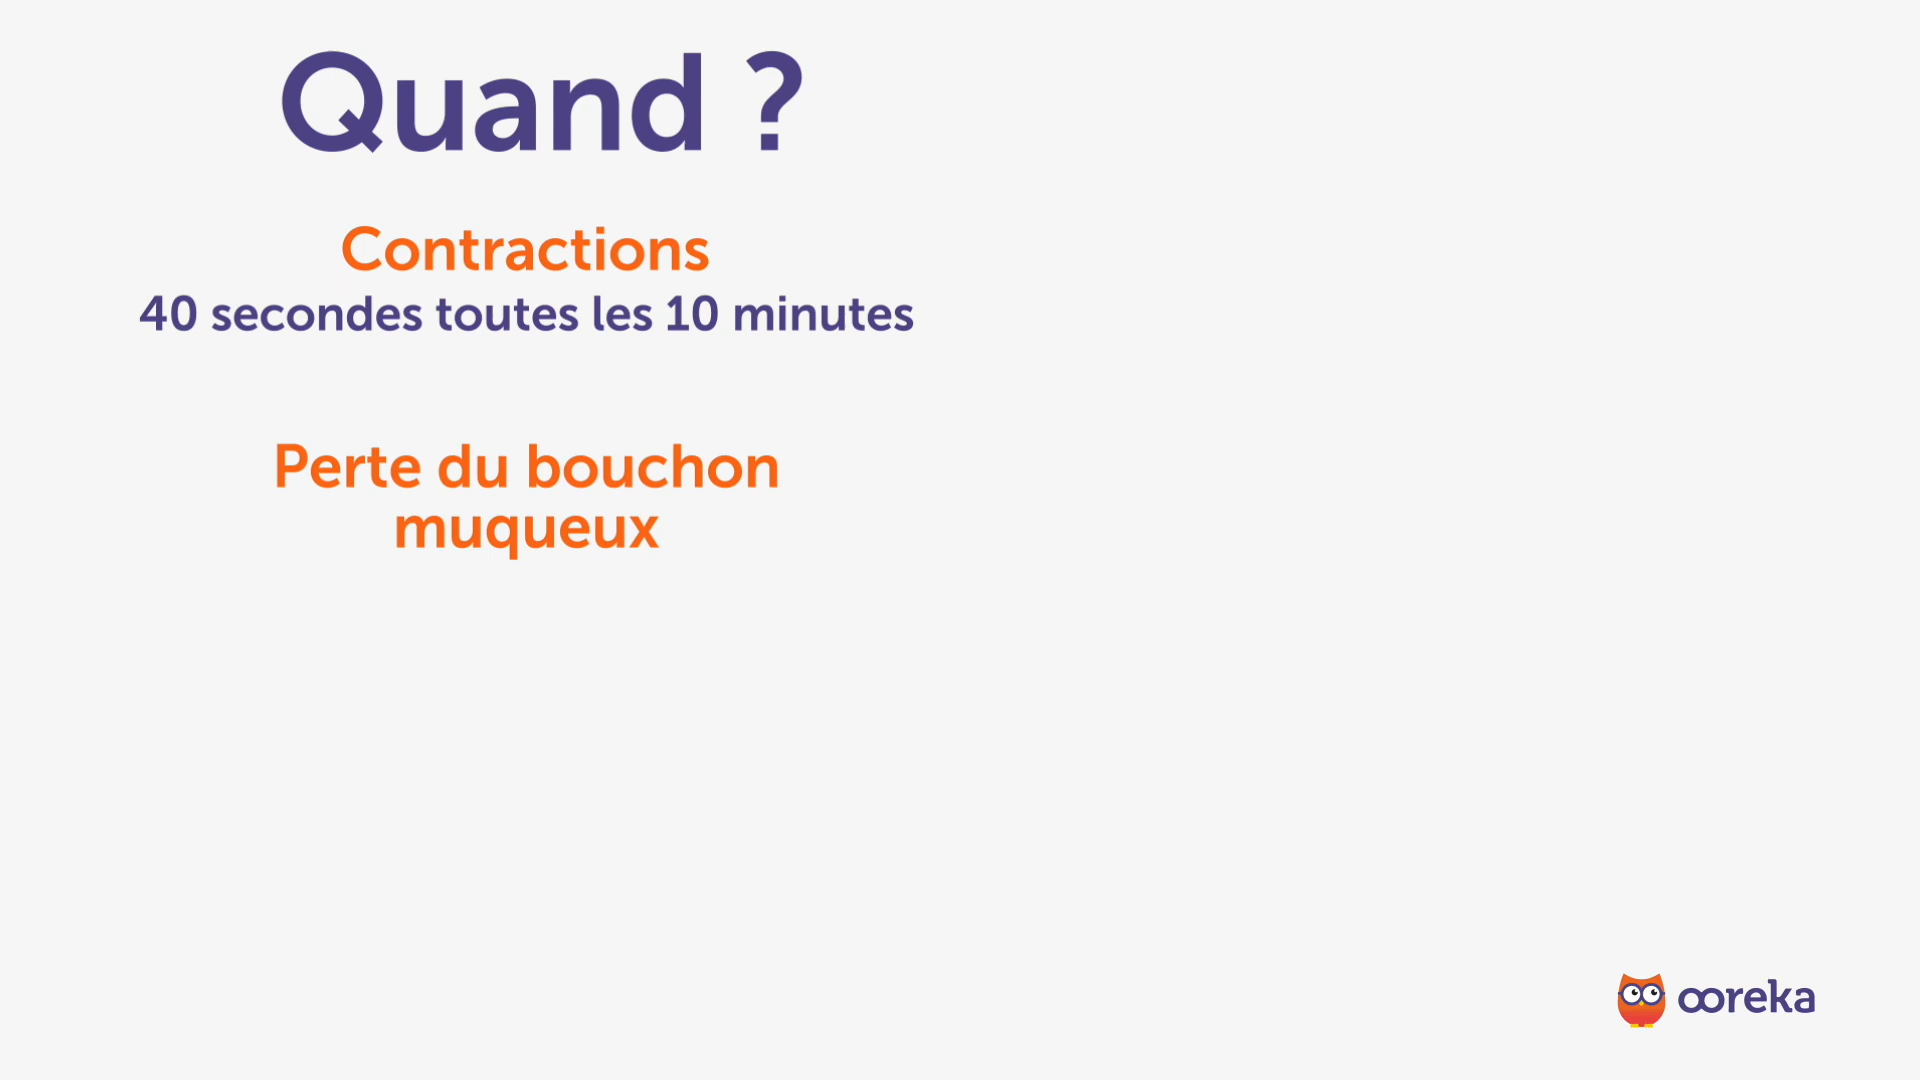 Quand ?
Contractions
40 secondes toutes les 10 minutes
Perte du bouchon
muqueux
ooreka